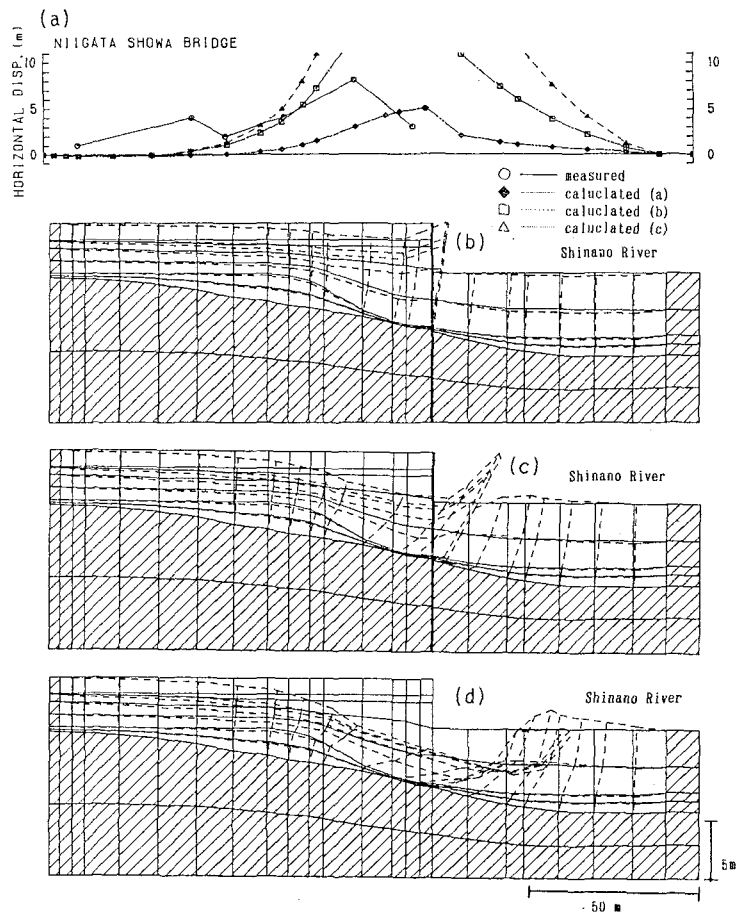 (a)
NIIGATA SHOWA BRIDGE
HORIZONTAL DISP. (m)
10
5
0
10
5
0
measured
caluclated (a)
caluclated (b)
caluclated (c)
(b)
Shinano River
(c)
Shinano River
(d)
Shinano River
5m
50 m